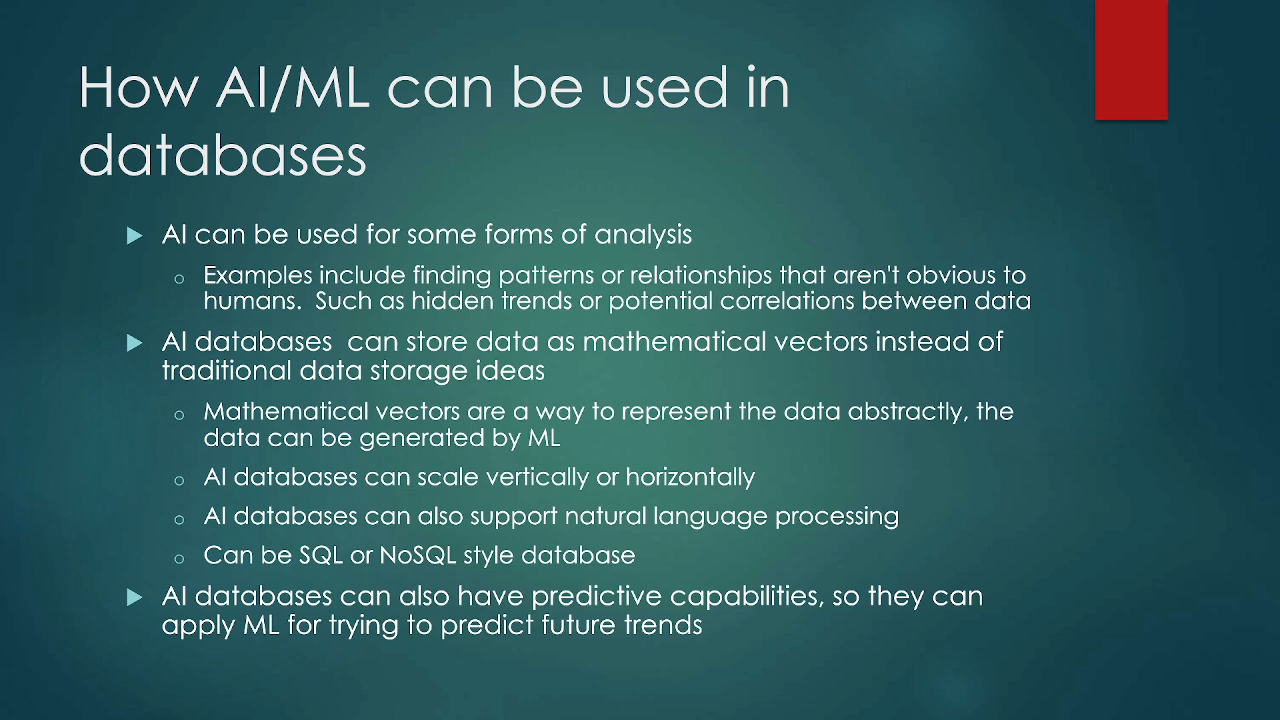 How AI/ML can be used in
databases
AI can be used for some forms of analysis
Examples include finding patterns or relationships that aren't obvious to
humans.  Such as hidden trends or potential correlations between data
AI databases  can store data as mathematical vectors instead of
traditional data storage ideas
Mathematical vectors are a way to represent the data abstractly, the
data can be generated by ML
AI databases can scale vertically or horizontally
AI databases can also support natural language processing
Can be SQL or NoSQL style database
AI databases can also have predictive capabilities, so they can
apply ML for trying to predict future trends